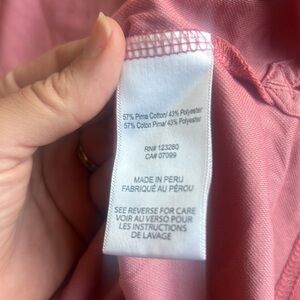 57% Pima Cotton/ 43% Polyester
57% Coton Pima/ 43% Polyester
RN# 123280
CA# 07099
MADE IN PERU
FABRIQUÉ AU PÉROU
SEE REVERSE FOR CARE
VOIR AU VERSO POUR
LES INSTRUCTIONS
DE LAVAGE